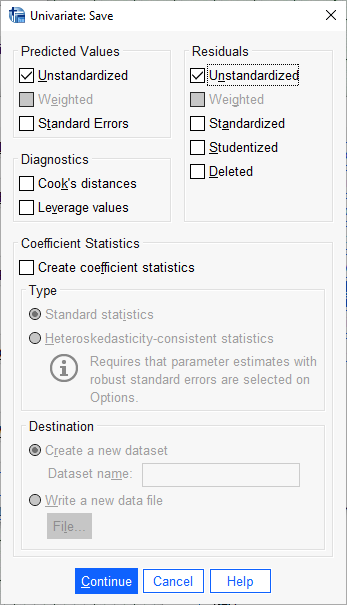 Univariate: Save
Predicted Values
Unstandardized
Weighted
Standard Errors
Diagnostics
Cook's distances
Leverage values
Residuals
Unstandardized
Weighted
Standardized
Studentized
Deleted
Coefficient Statistics
Create coefficient statistics
Type
Standard statistics
Heteroskedasticity-consistent statistics
Requires that parameter estimates with
robust standard errors are selected on
Options.
Destination
Create a new dataset
Dataset name:
Write a new data file
File...
Continue Cancel Help